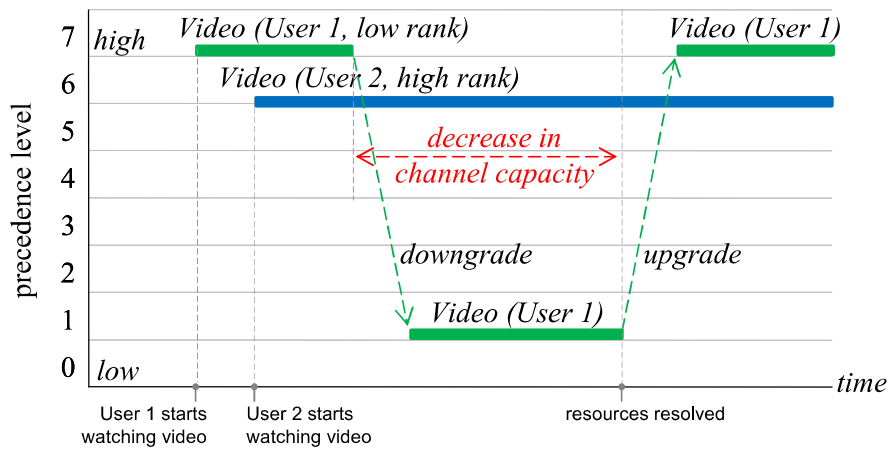 precedence level
7
6
5
4
3
2
1
0
high
low
Video (User 1, low rank)
Video (User 1)
Video (User 2, high rank)
decrease in
channel capacity
downgrade
upgrade
Video (User 1)
time
User 1 starts
watching video
User 2 starts
watching video
resources resolved